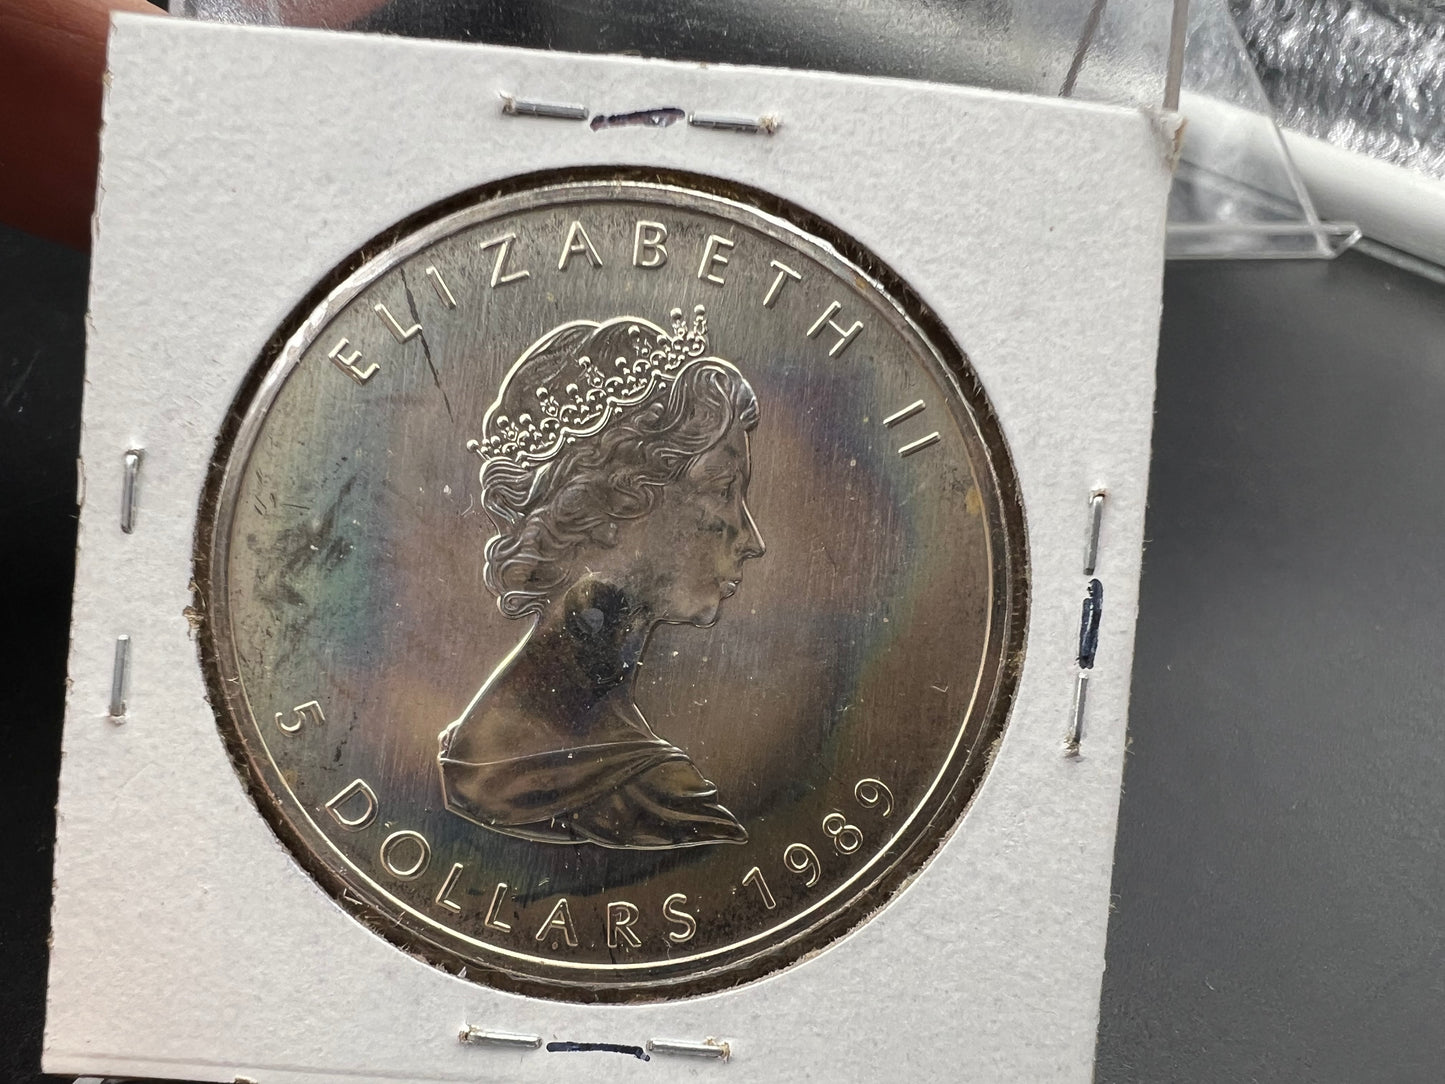 ELIZABETH II
5 DOLLARS 1989